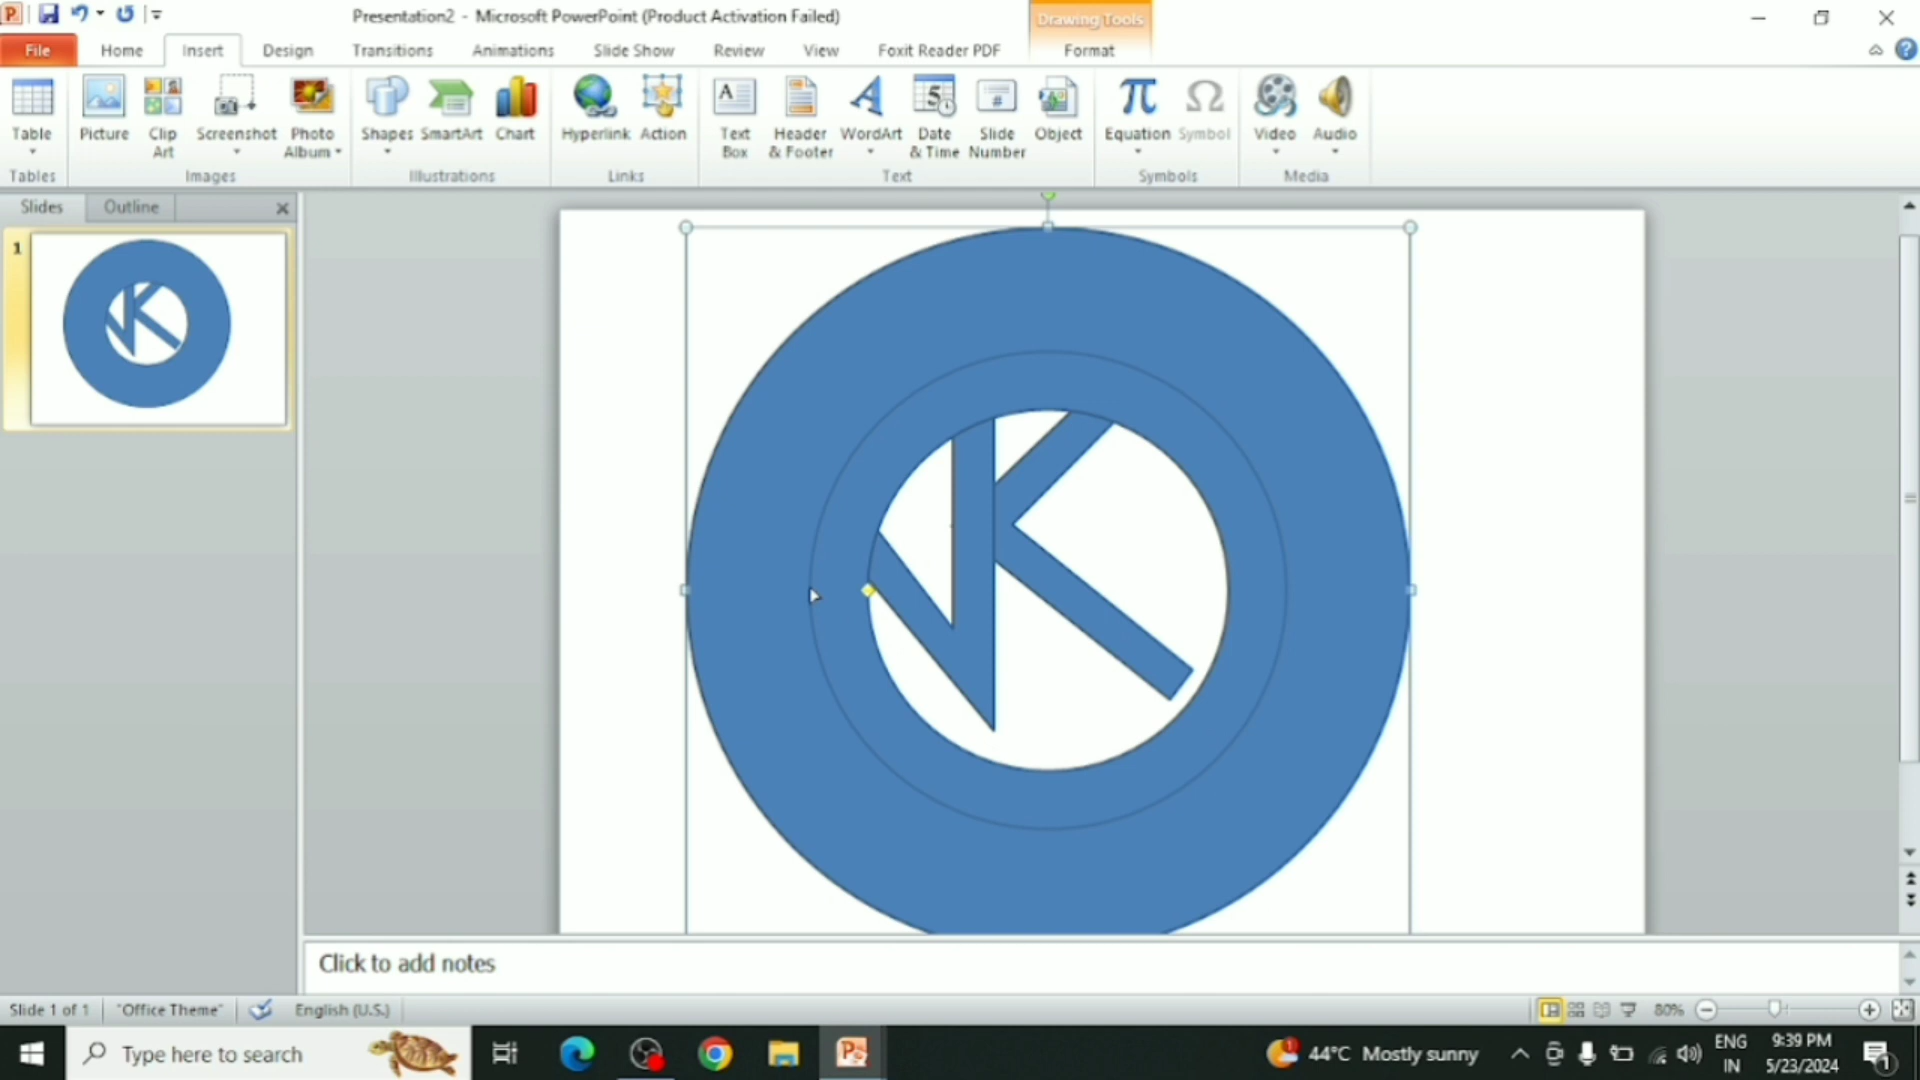 Presentation2 - Microsoft PowerPoint (Product Activation Failed)
Drawing Tools
File Home Insert Design Transitions Animations Slide Show Review View Foxit Reader PDF Format
Table Picture Clip Art Screenshot Photo Album Shapes SmartArt Chart Hyperlink Action Text Box Header & Footer WordArt Date & Time Slide Number Object Equation Symbol Video Audio
Tables Images Illustrations Links Text Symbols Media
Slides Outline
1
Click to add notes
Slide 1 of 1 "Office Theme" English (U.S.) 80%
Type here to search 44°C Mostly sunny ENG 9:39 PM
IN 5/23/2024 1